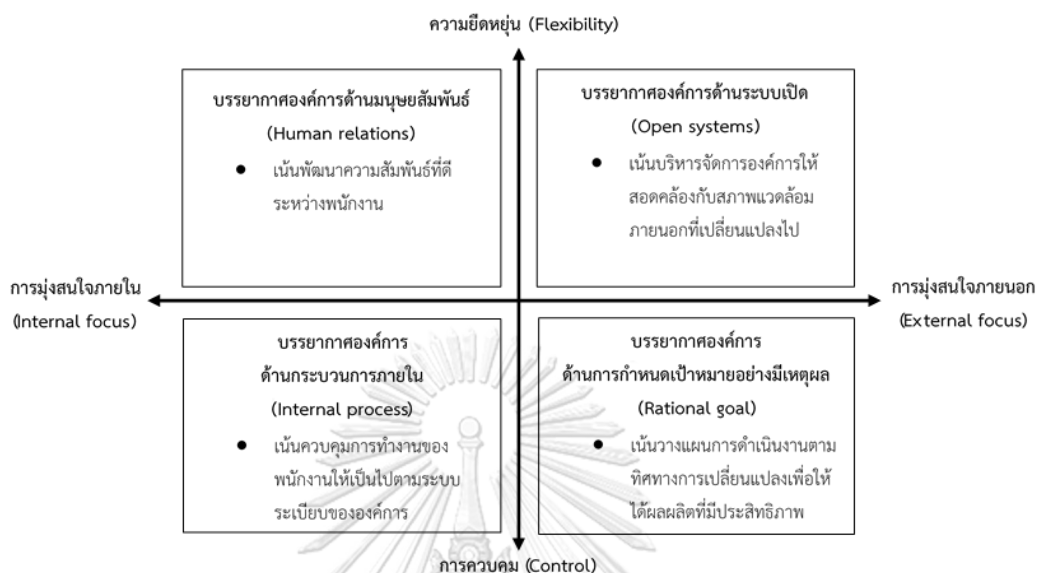 ความยืดหยุ่น (Flexibility)
บรรยากาศองค์การด้านมนุษยสัมพันธ์
(Human relations)
● เน้นพัฒนาความสัมพันธ์ที่ดี
ระหว่างพนักงาน
บรรยากาศองค์การด้านระบบเปิด
(Open systems)
● เน้นบริหารจัดการองค์การให้
สอดคล้องกับสภาพแวดล้อม
ภายนอกที่เปลี่ยนแปลงไป
การมุ่งสนใจภายใน
(Internal focus)
การมุ่งสนใจภายนอก
(External focus)
บรรยากาศองค์การ
ด้านกระบวนการภายใน
(Internal process)
● เน้นควบคุมการทำงานของ
พนักงานให้เป็นไปตามระบบ
ระเบียบขององค์การ
บรรยากาศองค์การ
ด้านการกำหนดเป้าหมายอย่างมีเหตุผล
(Rational goal)
● เน้นวางแผนการดำเนินงานตาม
ทิศทางการเปลี่ยนแปลงเพื่อให้
ได้ผลผลิตที่มีประสิทธิภาพ
การควบคุม (Control)